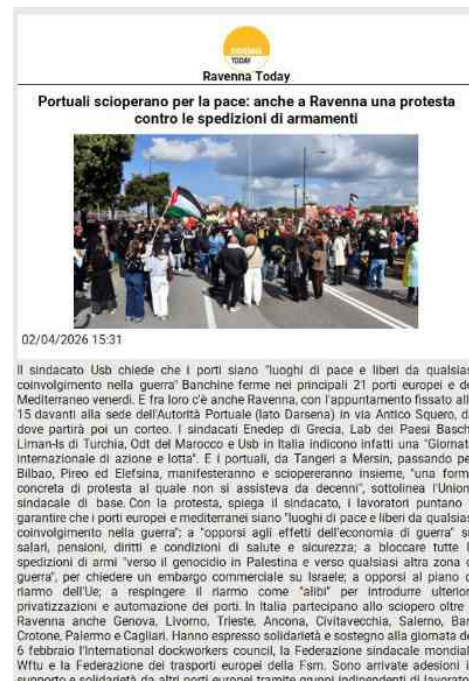 TODAY
Ravenna Today
Portuali scioperano per la pace: anche a Ravenna una protesta
contro le spedizioni di armamenti
02/04/2026 15:31
Il sindacato Usb chiede che i porti siano "luoghi di pace e liberi da qualsias
coinvolgimento nella guerra" Banchine ferme nei principali 21 porti europei e de
Mediterraneo venerdì. E fra loro c'è anche Ravenna, con l'appuntamento fissato all
15 davanti alla sede dell'Autorità Portuale (lato Darsena) in via Antico Squero, d
dove partirà poi un corteo. I sindacati Enedep di Grecia, Lab dei Paesi Basch
Liman-Is di Turchia, Odt del Marocco e Usb in Italia indicono infatti una "Giornat
internazionale di azione e lotta". E i portuali, da Tangeri a Mersin, passando pe
Bilbao, Pireo ed Elefsina, manifesteranno e sciopereranno insieme, "una form
concreta di protesta al quale non si assisteva da decenni", sottolinea l'Union
sindacale di base. Con la protesta, spiega il sindacato, i lavoratori puntano
garantire che i porti europei e mediterranei siano "luoghi di pace e liberi da qualsias
coinvolgimento nella guerra"; a "opporsi agli effetti dell'economia di guerra" s
salari, pensioni, diritti e condizioni di salute e sicurezza; a bloccare tutte l
spedizioni di armi "verso il genocidio in Palestina e verso qualsiasi altra zona d
guerra", per chiedere un embargo commerciale su Israele; a opporsi al piano d
riarmo dell'Ue; a respingere il riarmo come "alibi" per introdurre ulterior
privatizzazioni e automazione dei porti. In Italia partecipano allo sciopero oltre
Ravenna anche Genova, Livorno, Trieste, Ancona, Civitavecchia, Salerno, Bar
Crotone, Palermo e Cagliari. Hanno espresso solidarietà e sostegno alla giornata de
6 febbraio l'International dockworkers council, la Federazione sindacale mondial
Wftu e la Federazione dei trasporti europei della Fsm. Sono arrivate adesioni i
supporto e solidarietà da altri porti europei tramite gruppi indipendenti di lavorato